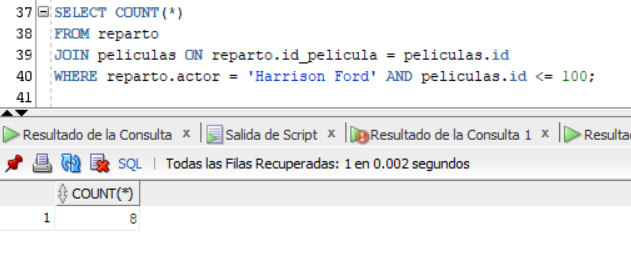 37 SELECT COUNT(*)
38 FROM reparto
39 JOIN peliculas ON reparto.id_pelicula = peliculas.id
40 WHERE reparto.actor = 'Harrison Ford' AND peliculas.id <= 100;
41
Resultado de la Consulta x Salida de Script x Resultado de la Consulta 1 x Resulta
SQL | Todas las Filas Recuperadas: 1 en 0.002 segundos
COUNT(*)
1 8